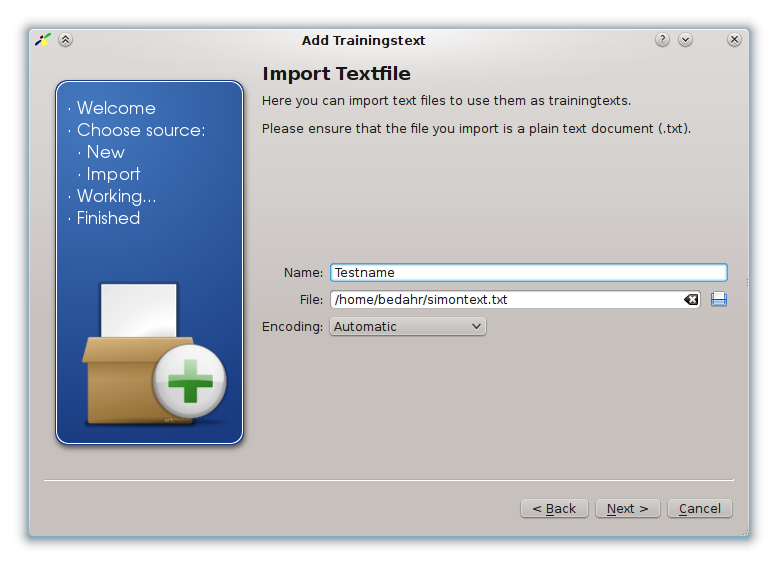 Add Trainingstext
· Welcome
· Choose source:
· New
· Import
· Working...
· Finished
Import Textfile
Here you can import text files to use them as trainingtexts.
Please ensure that the file you import is a plain text document (.txt).
Name: Testname
File: /home/bedahr/simontext.txt
Encoding: Automatic
< Back Next > Cancel